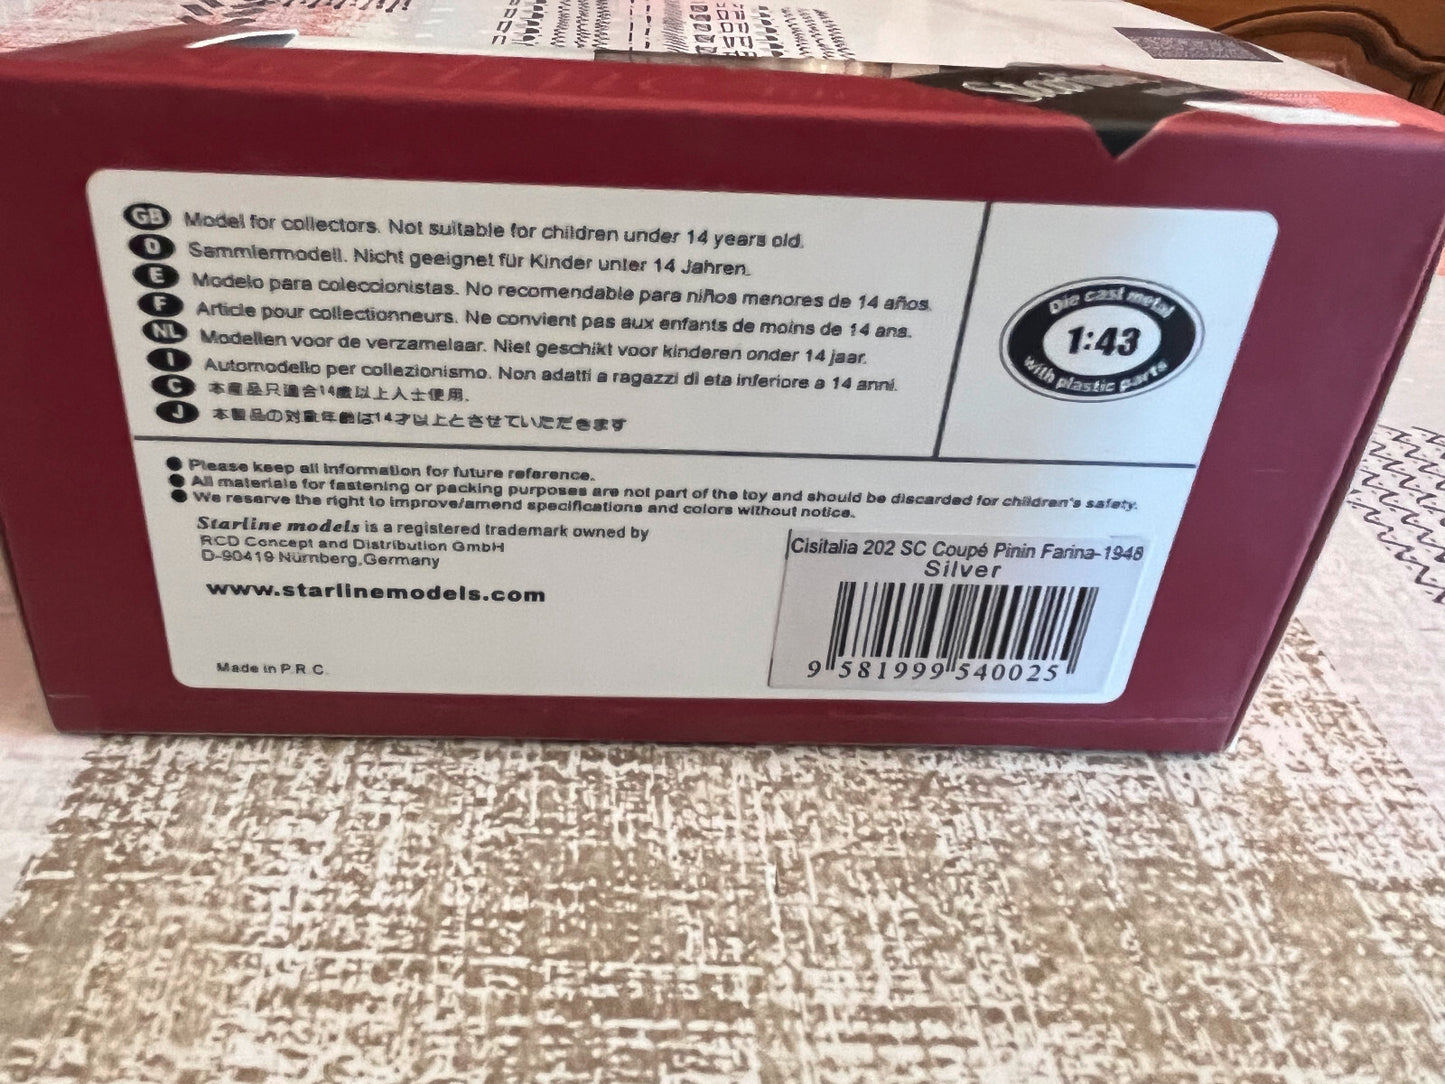 GB Model for collectors. Not suitable for children under 14 years old.
D Sammlermodell. Nicht geeignet für Kinder unter 14 Jahren.
E Modelo para coleccionistas. No recomendable para niños menores de 14 años.
F Article pour collectionneurs. Ne convient pas aux enfants de moins de 14 ans.
NL Modellen voor de verzamelaar. Niet geschikt voor kinderen onder 14 jaar.
I Automodello per collezionismo. Non adatti a ragazzi di eta inferiore a 14 anni.
C 本產品只適合14歲以上人士使用.
J 本製品の対象年齢は14才以上とさせていただきます
Die cast metal
1:43
with plastic parts
● Please keep all information for future reference.
● All materials for fastening or packing purposes are not part of the toy and should be discarded for children's safety.
● We reserve the right to improve/amend specifications and colors without notice.
Starline models is a registered trademark owned by
RCD Concept and Distribution GmbH
D-90419 Nürnberg,Germany
www.starlinemodels.com
Made in P.R.C.
Cisitalia 202 SC Coupé Pinin Farina-1948
Silver
9 581999 540025